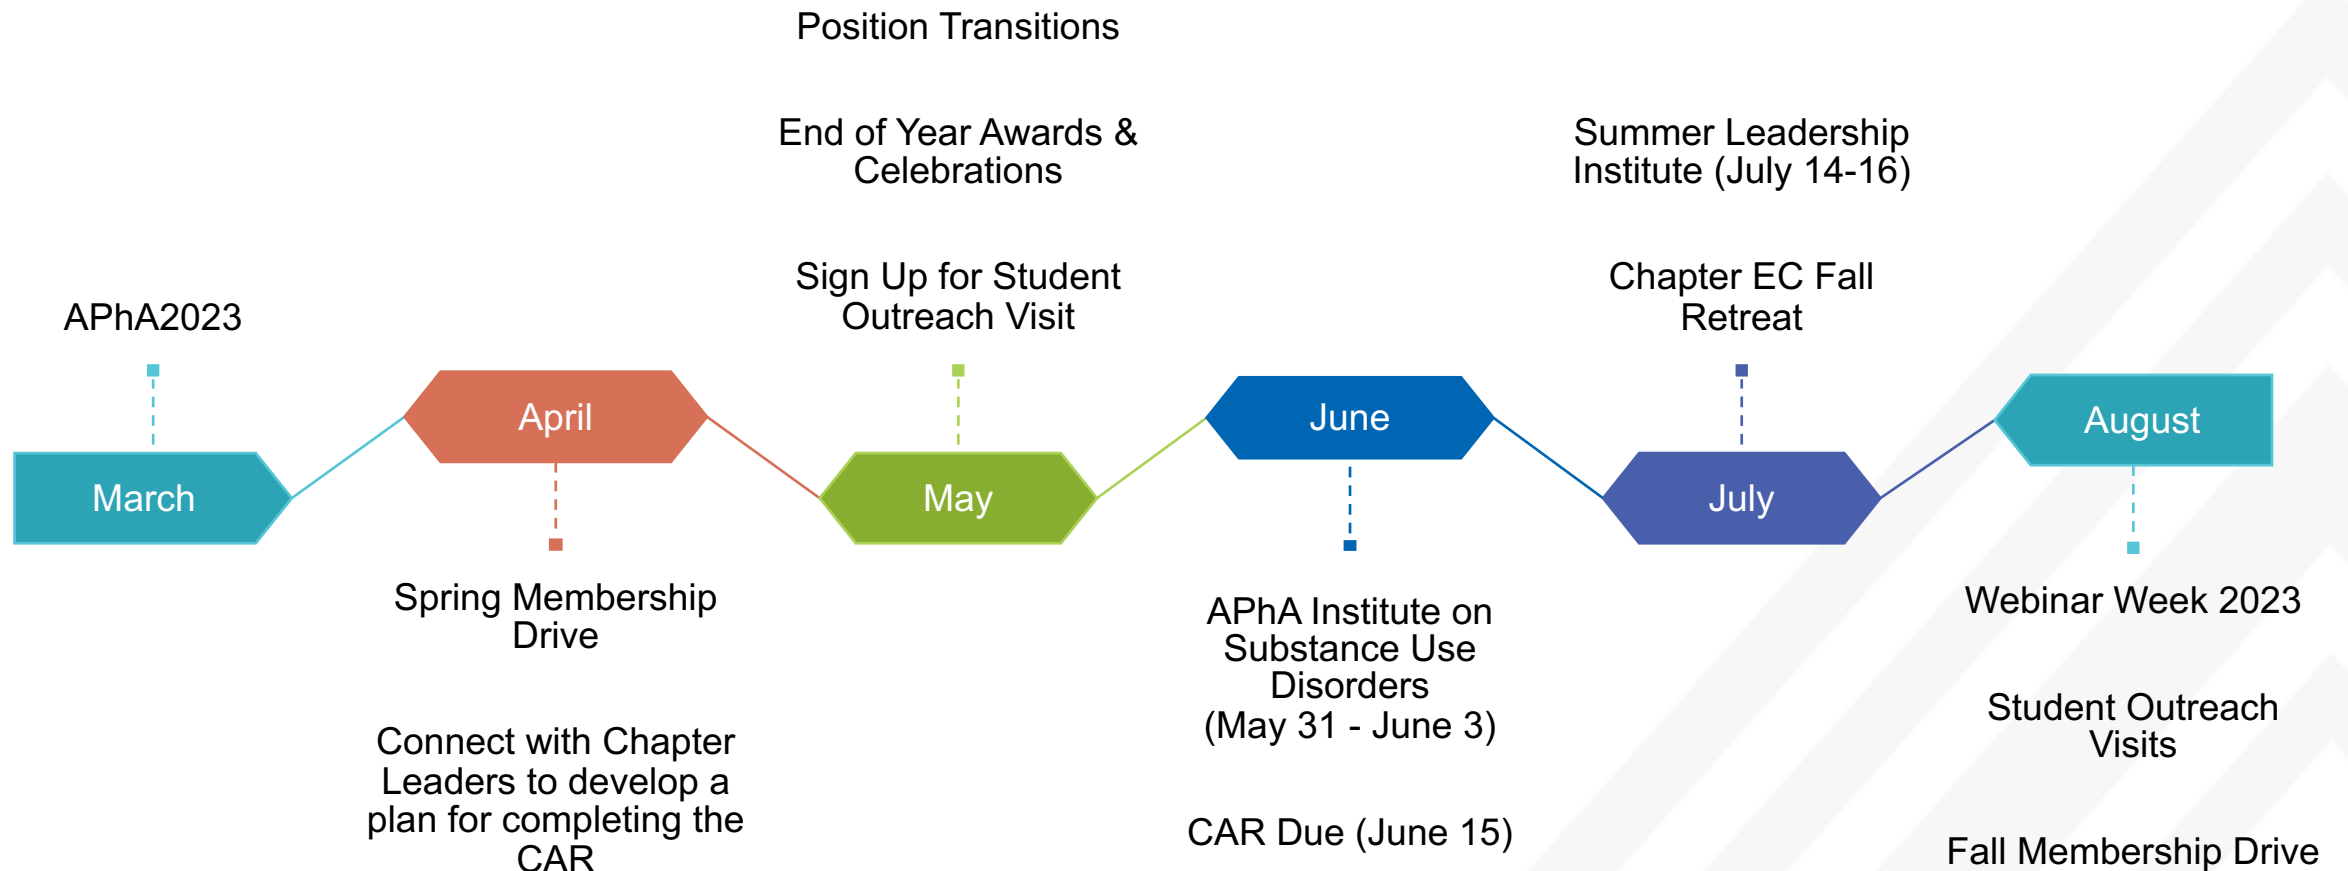 March
APhA2023
April
Spring Membership
Drive
Connect with Chapter
Leaders to develop a
plan for completing the
CAR
May
Position Transitions
End of Year Awards &
Celebrations
Sign Up for Student
Outreach Visit
June
APhA Institute on
Substance Use
Disorders
(May 31 - June 3)
CAR Due (June 15)
July
Summer Leadership
Institute (July 14-16)
Chapter EC Fall
Retreat
August
Webinar Week 2023
Student Outreach
Visits
Fall Membership Drive